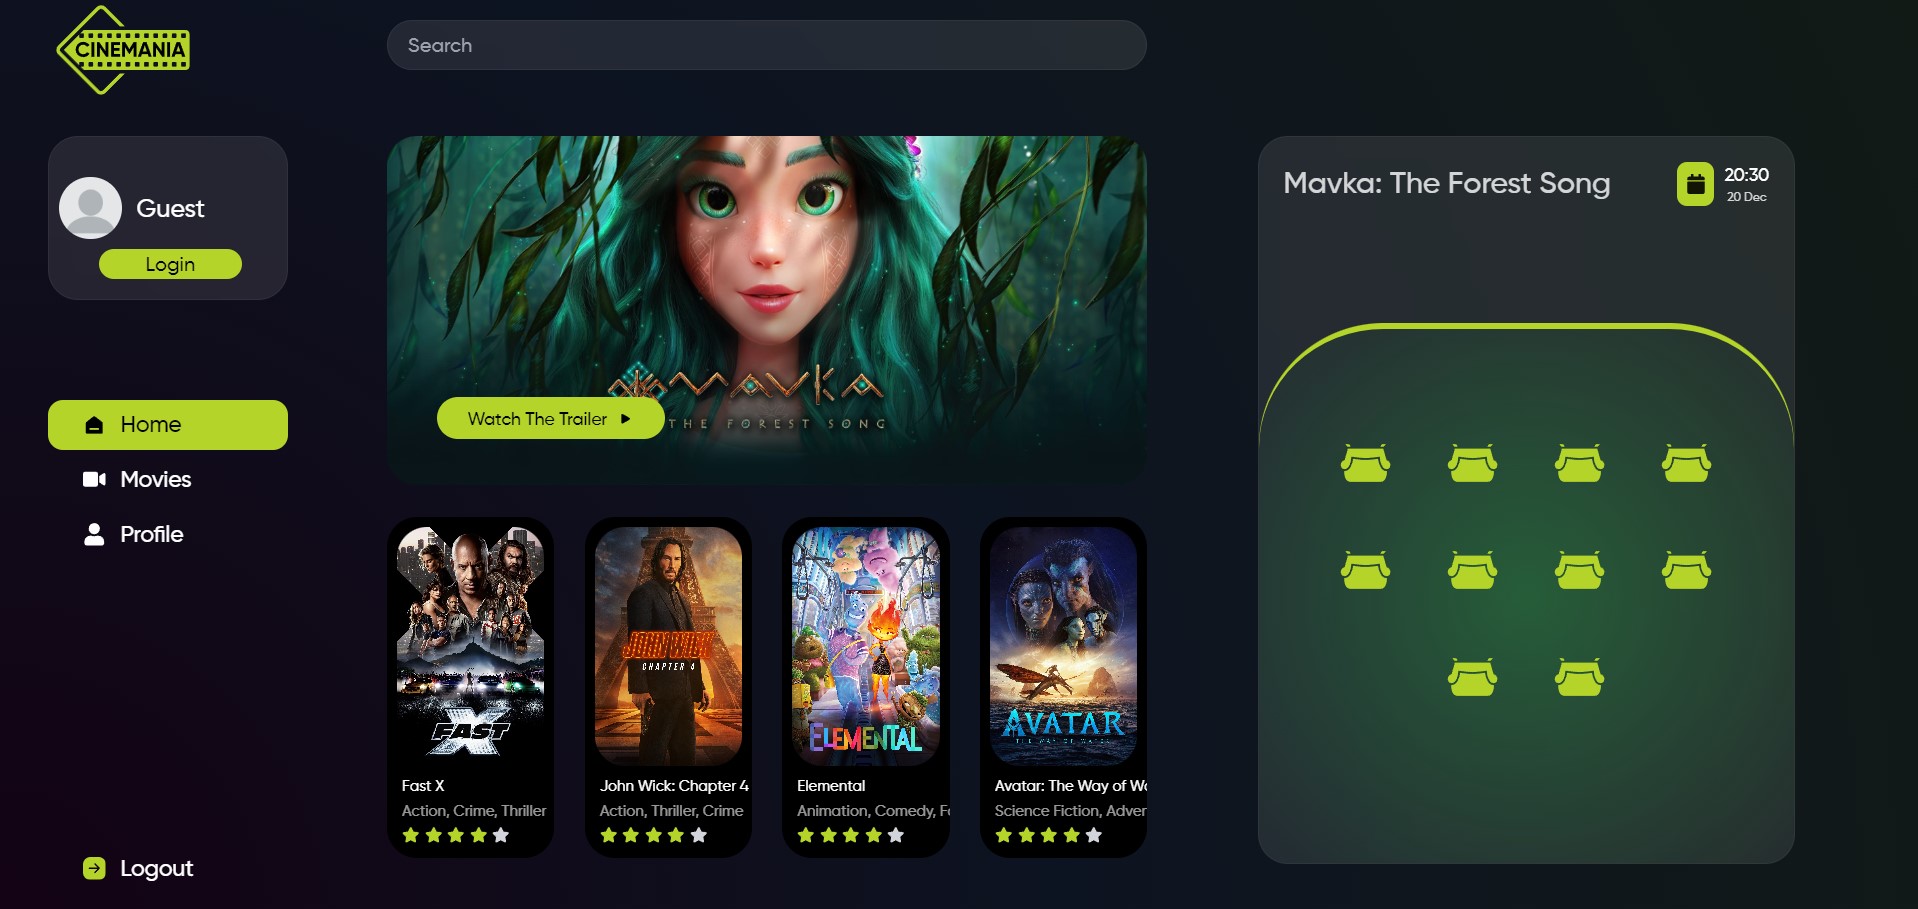 CINEMANIA
Search
Guest
Login
Home
Movies
Profile
Logout
MAVKA
THE FOREST SONG
Watch The Trailer
FAST X
Fast X
Action, Crime, Thriller
JOHN WICK
CHAPTER 4
John Wick: Chapter 4
Action, Thriller, Crime
ELEMENTAL
Elemental
Animation, Comedy, Fa
AVATAR
THE WAY OF WATER
Avatar: The Way of Wa
Science Fiction, Adver
Mavka: The Forest Song
20:30
20 Dec